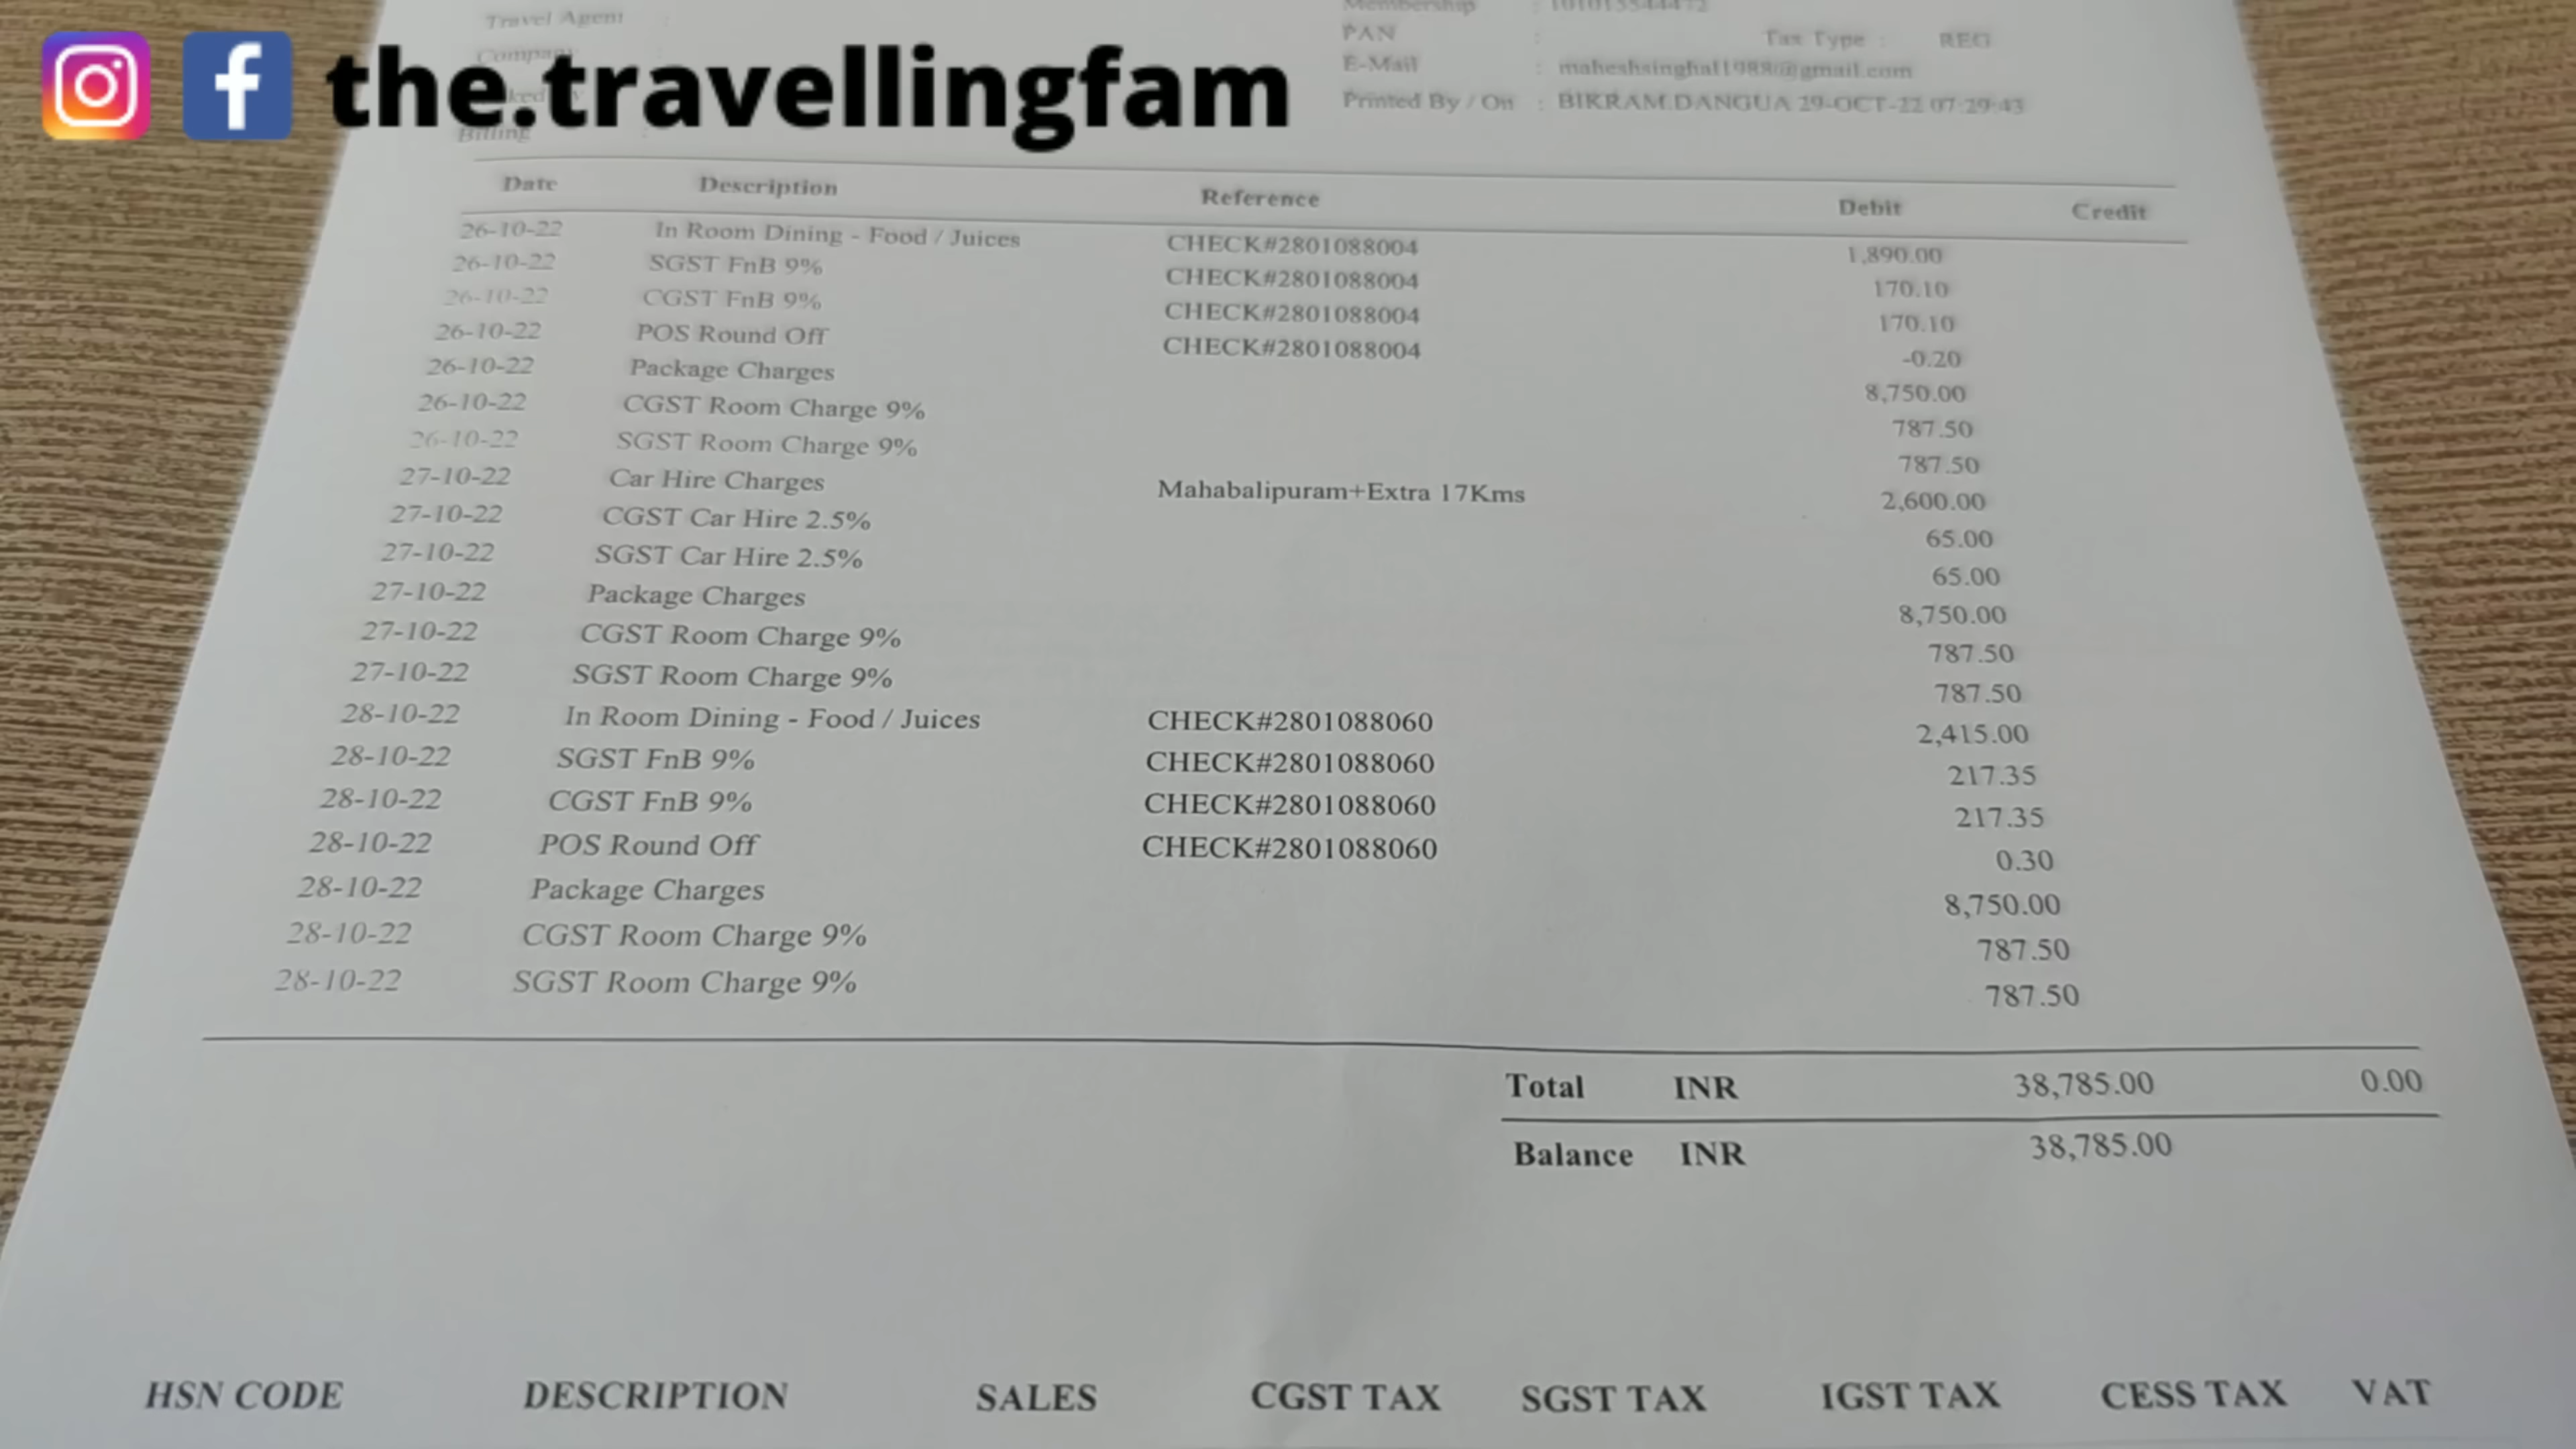 the.travellingfam
Travel Agent :
Membership : 101015544472
PAN : Tax Type : REG
E-Mail : maheshsinghal1988@gmail.com
Printed By / On : BIKRAM.DANGUA 29-OCT-22 07:29:43
Billing :
Date Description Reference Debit Credit
26-10-22 In Room Dining - Food / Juices CHECK#2801088004 1,890.00
26-10-22 SGST FnB 9% CHECK#2801088004 170.10
26-10-22 CGST FnB 9% CHECK#2801088004 170.10
26-10-22 POS Round Off CHECK#2801088004 -0.20
26-10-22 Package Charges 8,750.00
26-10-22 CGST Room Charge 9% 787.50
26-10-22 SGST Room Charge 9% 787.50
27-10-22 Car Hire Charges Mahabalipuram+Extra 17Kms 2,600.00
27-10-22 CGST Car Hire 2.5% 65.00
27-10-22 SGST Car Hire 2.5% 65.00
27-10-22 Package Charges 8,750.00
27-10-22 CGST Room Charge 9% 787.50
27-10-22 SGST Room Charge 9% 787.50
28-10-22 In Room Dining - Food / Juices CHECK#2801088060 2,415.00
28-10-22 SGST FnB 9% CHECK#2801088060 217.35
28-10-22 CGST FnB 9% CHECK#2801088060 217.35
28-10-22 POS Round Off CHECK#2801088060 0.30
28-10-22 Package Charges 8,750.00
28-10-22 CGST Room Charge 9% 787.50
28-10-22 SGST Room Charge 9% 787.50
Total INR 38,785.00 0.00
Balance INR 38,785.00
HSN CODE DESCRIPTION SALES CGST TAX SGST TAX IGST TAX CESS TAX VAT